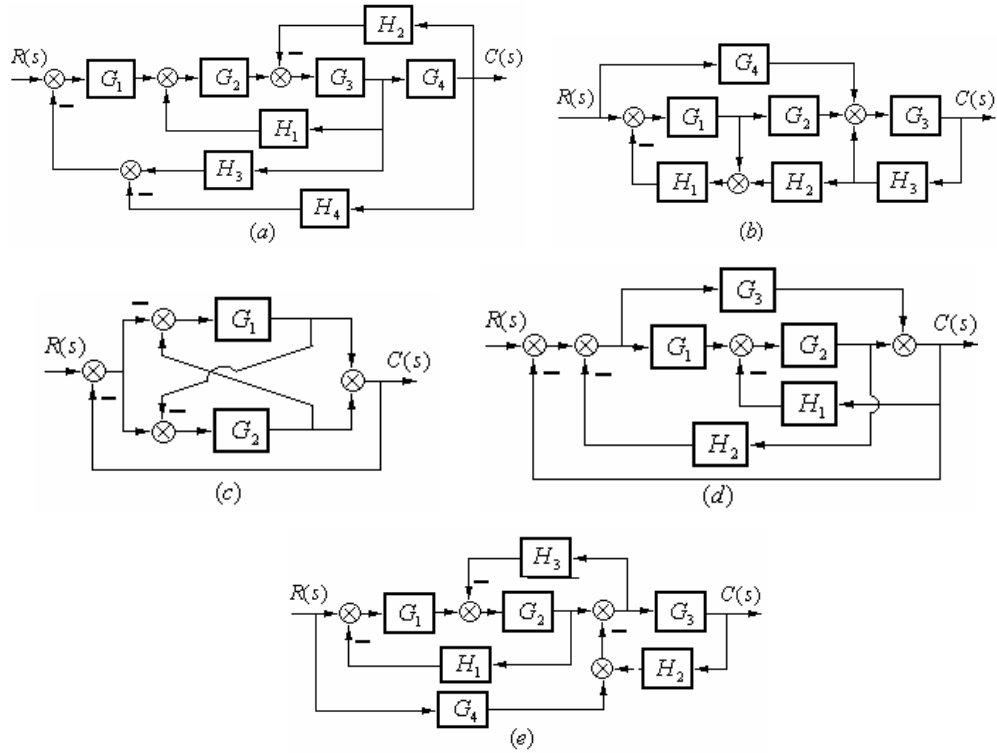 H₂
R(s) G₁ G₂ G₃ G₄ C(s)
H₁
H₃
H₄
(a)
G₄
R(s) G₁ G₂ G₃ C(s)
H₁ H₂ H₃
(b)
G₁
R(s) C(s)
G₂
(c)
G₃
R(s) G₁ G₂ C(s)
H₁
H₂
(d)
H₃
R(s) G₁ G₂ G₃ C(s)
H₁ H₂
G₄
(e)